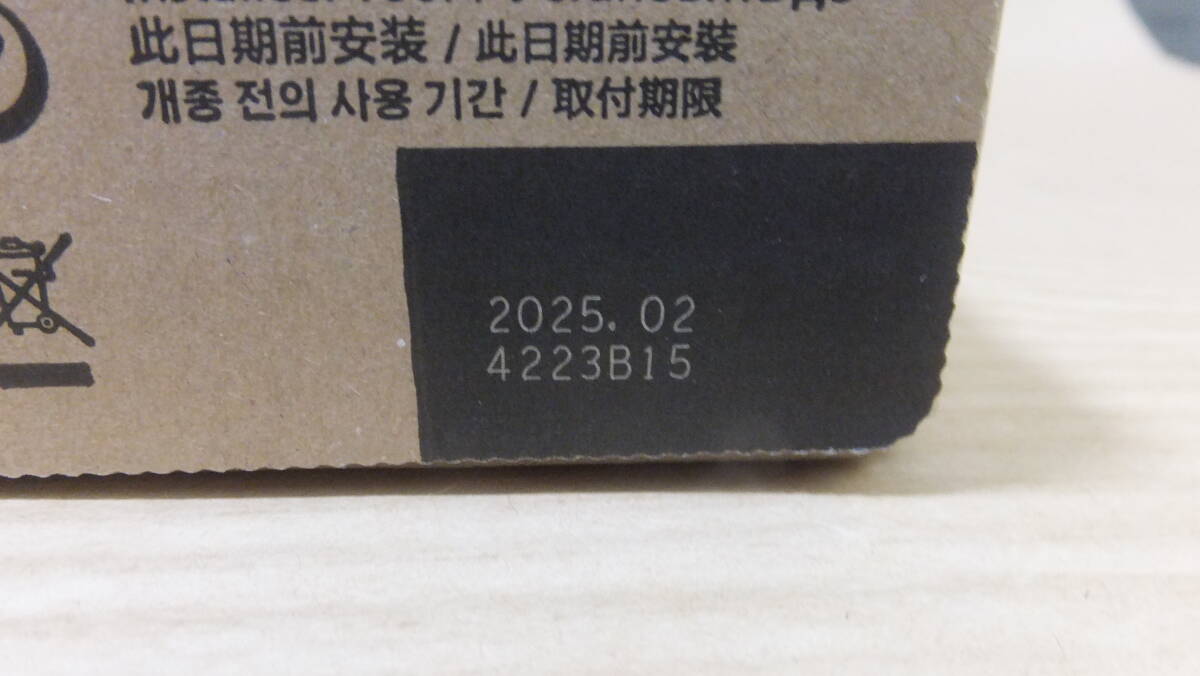 此日期前安装 / 此日期前安裝
개봉 전의 사용 기간 / 取付期限
2025. 02
4223B15